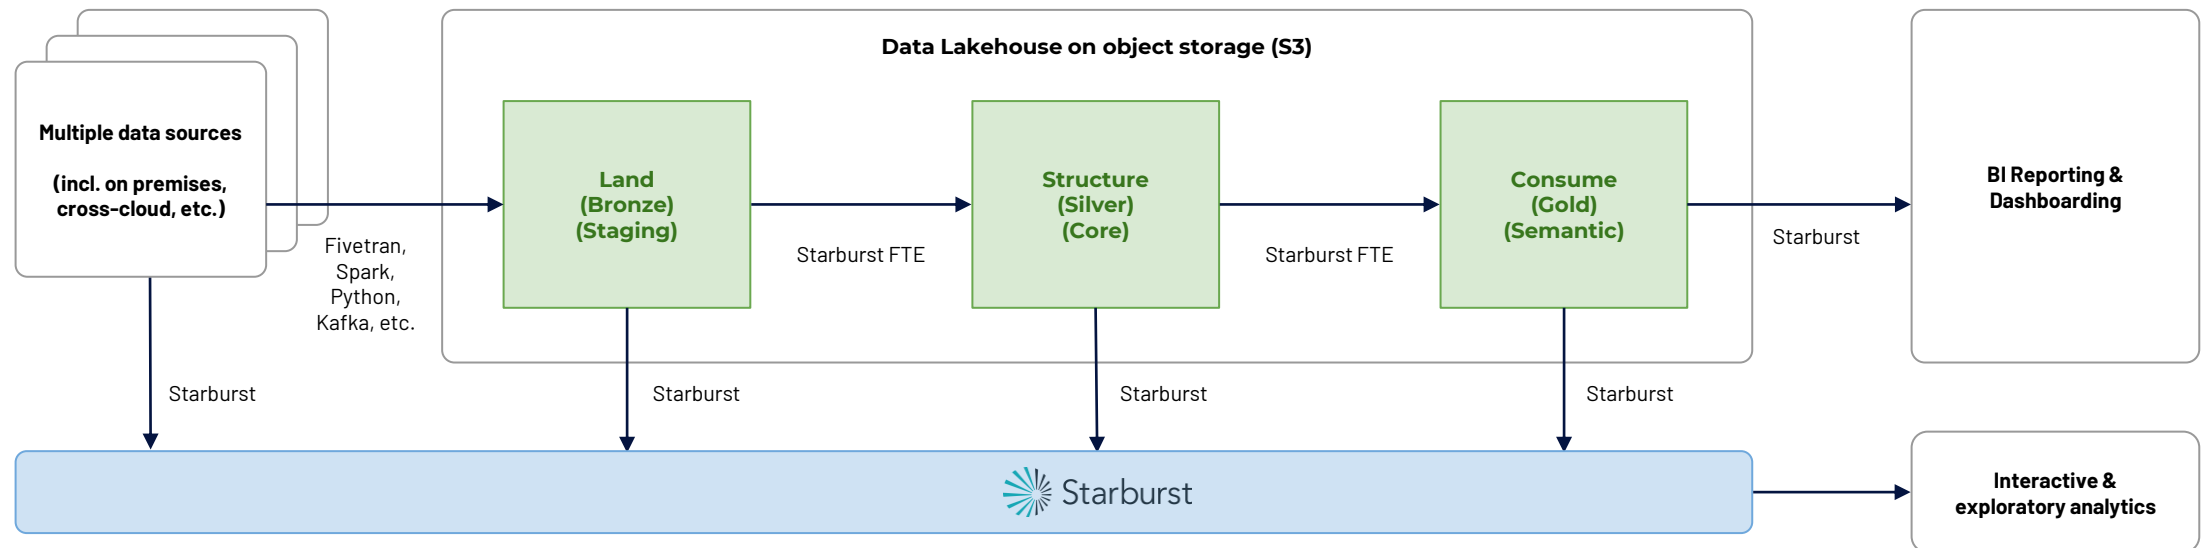 Data Lakehouse on object storage (S3)
Multiple data sources
(incl. on premises,
cross-cloud, etc.)
Fivetran,
Spark,
Python,
Kafka, etc.
Land
(Bronze)
(Staging)
Starburst FTE
Structure
(Silver)
(Core)
Starburst FTE
Consume
(Gold)
(Semantic)
Starburst
BI Reporting &
Dashboarding
Starburst
Starburst
Starburst
Starburst
Starburst
Interactive &
exploratory analytics